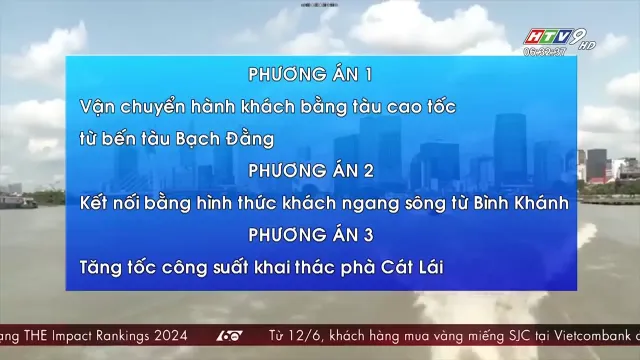 HTV9 HD
06:32:37
PHƯƠNG ÁN 1
Vận chuyển hành khách bằng tàu cao tốc
từ bến tàu Bạch Đằng
PHƯƠNG ÁN 2
Kết nối bằng hình thức khách ngang sông từ Bình Khánh
PHƯƠNG ÁN 3
Tăng tốc công suất khai thác phà Cát Lái
ạng THE Impact Rankings 2024 60 Từ 12/6, khách hàng mua vàng miếng SJC tại Vietcombank